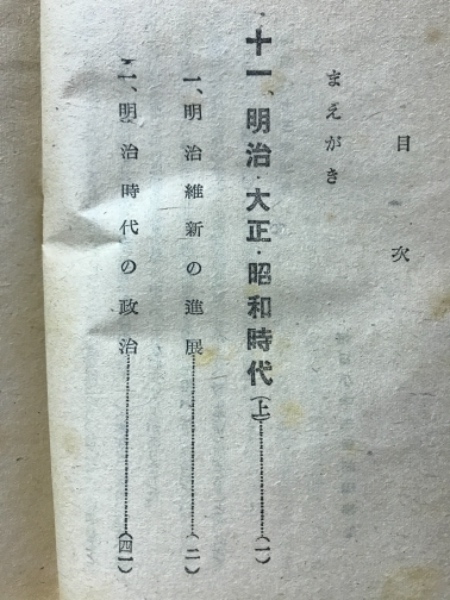 目次
まえがき
十一、明治・大正・昭和時代(上)……(一)
一、明治維新の進展……(二)
二、明治時代の政治……(四一)